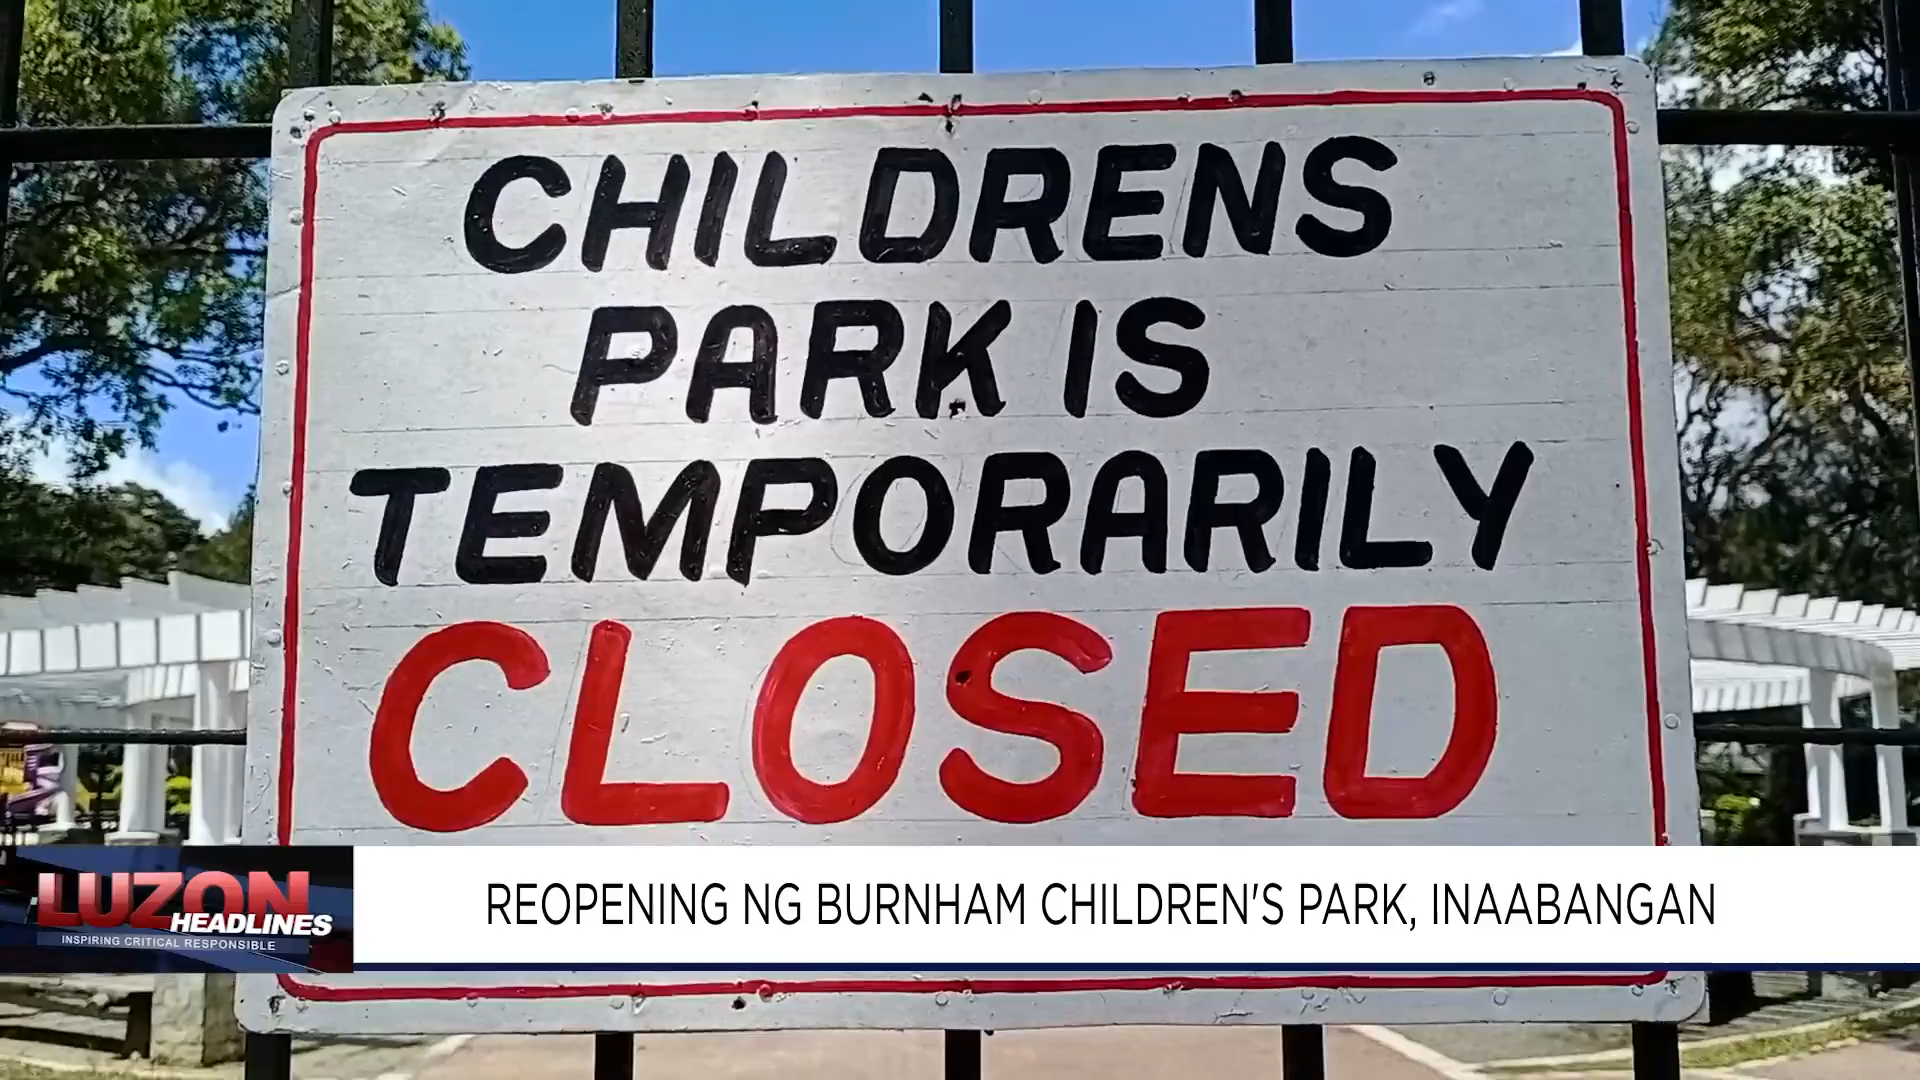 CHILDRENS
PARK IS
TEMPORARILY
CLOSED
LUZON
HEADLINES
INSPIRING CRITICAL RESPONSIBLE
REOPENING NG BURNHAM CHILDREN'S PARK, INAABANGAN